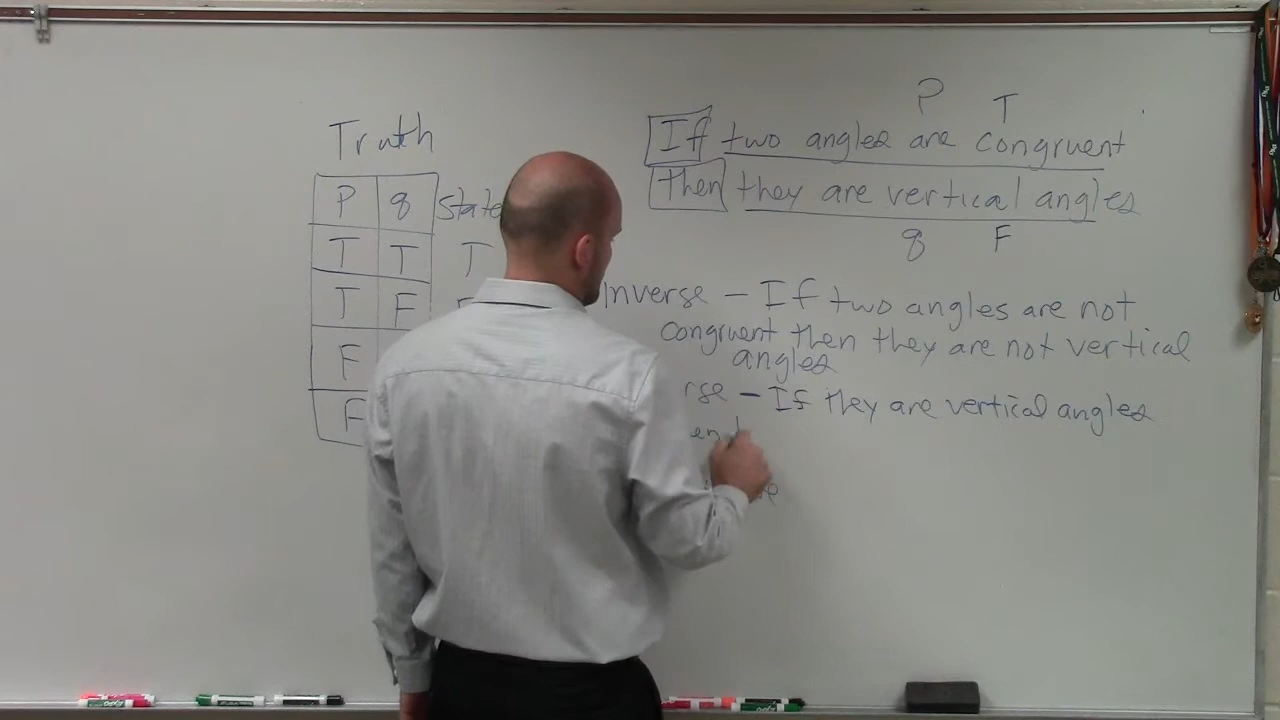 Truth
P q State
T T T
T F
F
F
P T
If two angles are congruent
then they are vertical angles
q F
Inverse - If two angles are not
congruent then they are not vertical
angles
rse - If they are vertical angles